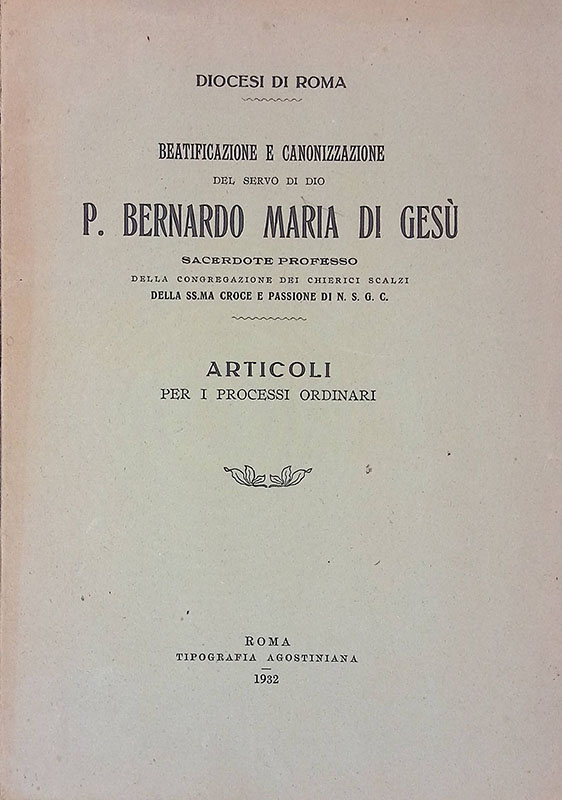 DIOCESI DI ROMA
BEATIFICAZIONE E CANONIZZAZIONE
DEL SERVO DI DIO
P. BERNARDO MARIA DI GESÙ
SACERDOTE PROFESSO
DELLA CONGREGAZIONE DEI CHIERICI SCALZI
DELLA SS.MA CROCE E PASSIONE DI N. S. G. C.
ARTICOLI
PER I PROCESSI ORDINARI
ROMA
TIPOGRAFIA AGOSTINIANA
1932